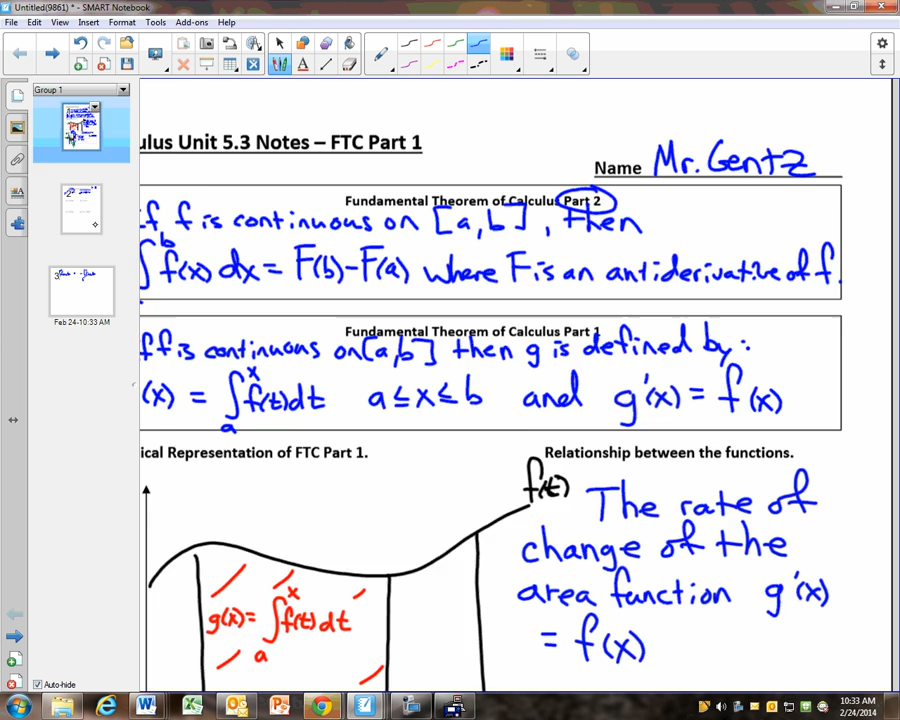 Untitled(9861) * - SMART Notebook
File Edit View Insert Format Tools Add-ons Help
Group 1
Feb 24-10:33 AM
Auto-hide
ulus Unit 5.3 Notes – FTC Part 1
Name Mr. Gentz
Fundamental Theorem of Calculus Part 2
If f is continuous on [a, b], then
∫ b f(x) dx = F(b) - F(a) where F is an antiderivative of f.
Fundamental Theorem of Calculus Part 1
f f is continuous on [a, b] then g is defined by:
(x) = ∫ₐˣ f(t)dt a ≤ x ≤ b and g'(x) = f(x)
ical Representation of FTC Part 1.
f(t)
g(x) = ∫ₐˣ f(t) dt
Relationship between the functions.
The rate of
change of the
area function g'(x)
= f(x)
10:33 AM
2/24/2014